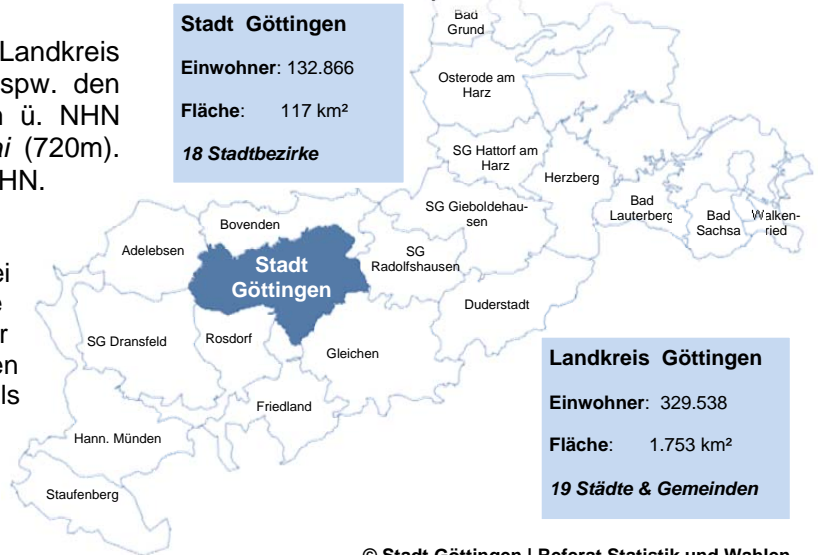 Bad
Grund
Stadt Göttingen
Einwohner: 132.866
Fläche: 117 km²
18 Stadtbezirke
Landkreis
spw. den
ü. NHN
(720m).
HN.
Osterode am
Harz
SG Hattorf am
Harz
Herzberg
SG Gieboldehau-
sen
Bad
Lauterberg
Bad
Sachsa
Walken-
ried
Bovenden
Adelebsen
SG
Radolfshausen
Stadt
Göttingen
Duderstadt
SG Dransfeld
Rosdorf
Gleichen
Friedland
Hann. Münden
Staufenberg
Landkreis Göttingen
Einwohner: 329.538
Fläche: 1.753 km²
19 Städte & Gemeinden
© Stadt Göttingen | Referat Statistik und Wahlen